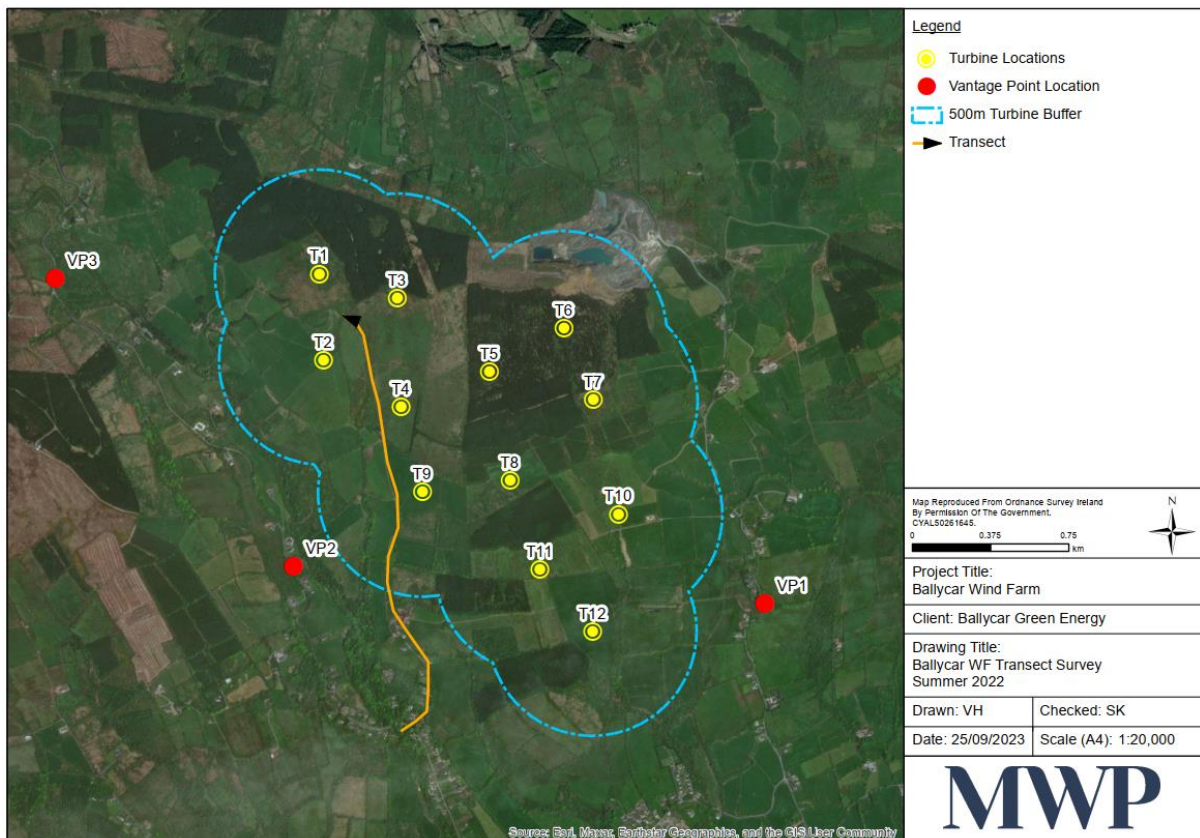 T1
VP3
T3
T6
T2
T5
T7
T4
T8
T9
T10
VP2
T11
VP1
T12
Source: Esri, Maxar, Earthstar Geographics, and the GIS User Community
Legend
Turbine Locations
Vantage Point Location
500m Turbine Buffer
Transect
Map Reproduced From Ordnance Survey Ireland
By Permission Of The Government.
CYAL50261645.
N
0 0.375 0.75
km
Project Title:
Ballycar Wind Farm
Client: Ballycar Green Energy
Drawing Title:
Ballycar WF Transect Survey
Summer 2022
Drawn: VH Checked: SK
Date: 25/09/2023 Scale (A4): 1:20,000
MWP